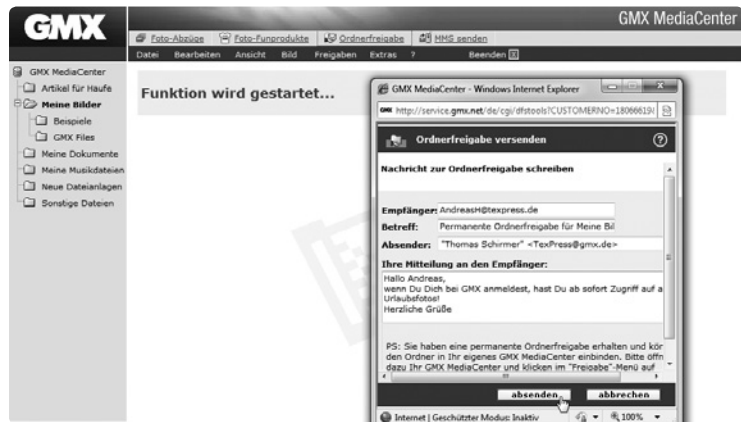 GMX
GMX MediaCenter
Foto-Abzüge Foto-Funprodukte Ordnerfreigabe MMS senden
Datei Bearbeiten Ansicht Bild Freigaben Extras ? Beenden X
GMX MediaCenter
Artikel für Haufe
Meine Bilder
Beispiele
GMX Files
Meine Dokumente
Meine Musikdateien
Neue Dateianlagen
Sonstige Dateien
Funktion wird gestartet...
GMX MediaCenter - Windows Internet Explorer
GMX http://service.gmx.net/de/cgi/dfstools?CUSTOMERNO=18066619/
Ordnerfreigabe versenden ?
Nachricht zur Ordnerfreigabe schreiben
Empfänger: AndreasH@texpress.de
Betreff: Permanente Ordnerfreigabe für Meine Bil
Absender: "Thomas Schirmer" <TexPress@gmx.de>
Ihre Mitteilung an den Empfänger:
Hallo Andreas,
wenn Du Dich bei GMX anmeldest, hast Du ab sofort Zugriff auf a
Urlaubsfotos!
Herzliche Grüße
PS: Sie haben eine permanente Ordnerfreigabe erhalten und kör
den Ordner in Ihr eigenes GMX MediaCenter einbinden. Bitte öffn
dazu Ihr GMX MediaCenter und klicken im "Freigabe"-Menü auf
absenden abbrechen
Internet | Geschützter Modus: Inaktiv 100%